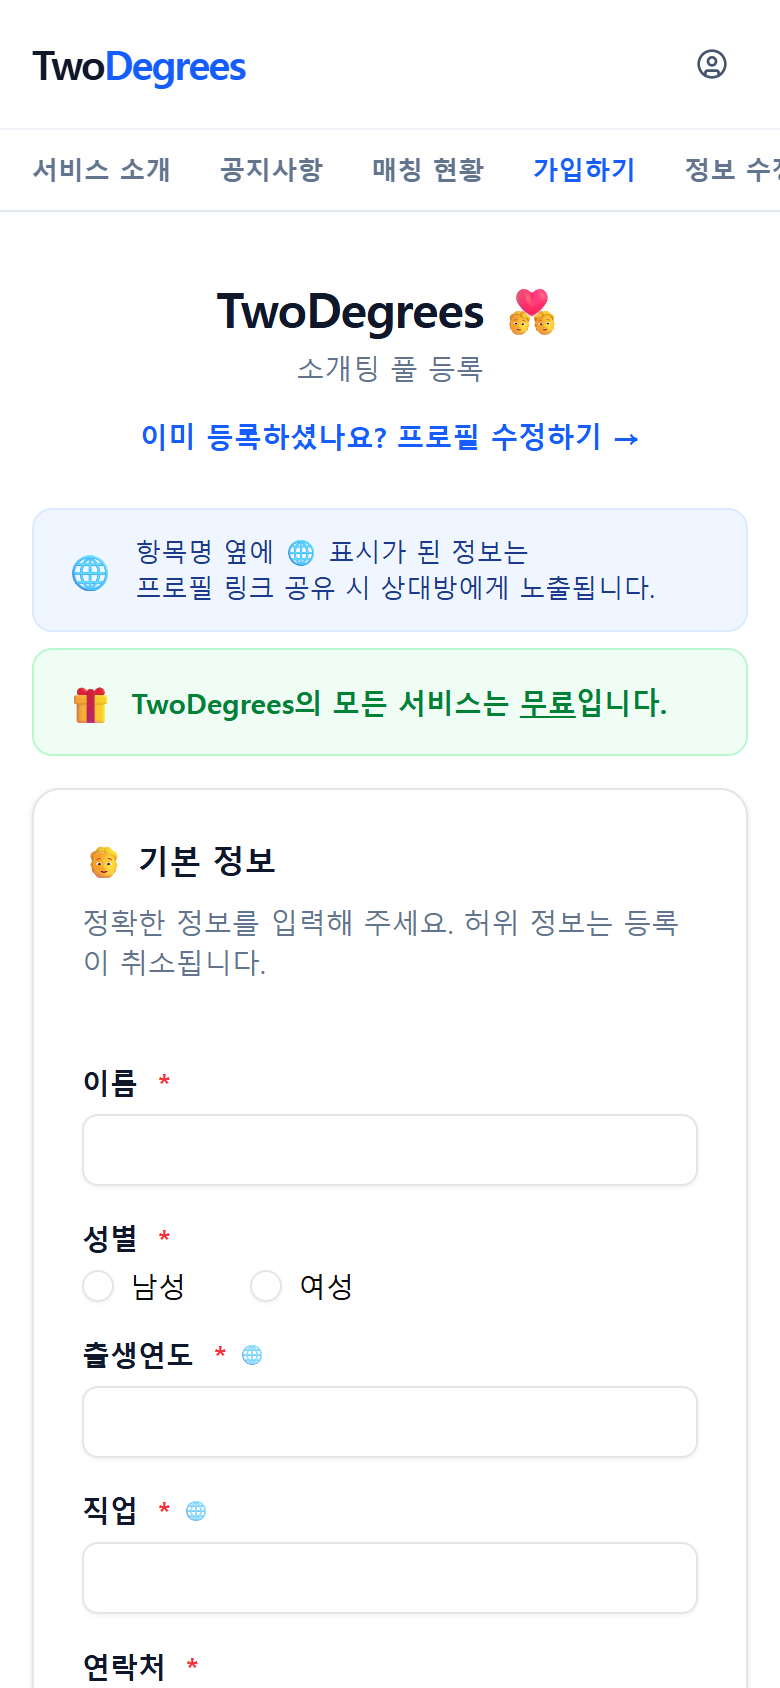 TwoDegrees
서비스 소개 공지사항 매칭 현황 가입하기 정보 수정
TwoDegrees
소개팅 풀 등록
이미 등록하셨나요? 프로필 수정하기 →
항목명 옆에 🌐 표시가 된 정보는
프로필 링크 공유 시 상대방에게 노출됩니다.
TwoDegrees의 모든 서비스는 무료입니다.
기본 정보
정확한 정보를 입력해 주세요. 허위 정보는 등록
이 취소됩니다.
이름 *
성별 *
남성 여성
출생연도 *
직업 *
연락처 *